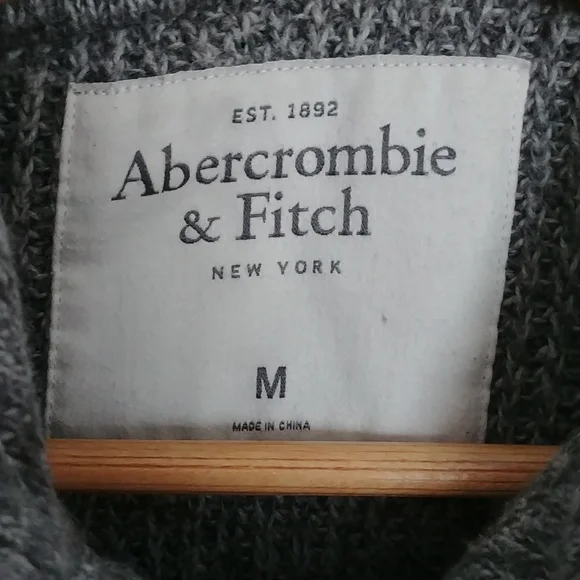 EST. 1892
Abercrombie
& Fitch
NEW YORK
M
MADE IN CHINA